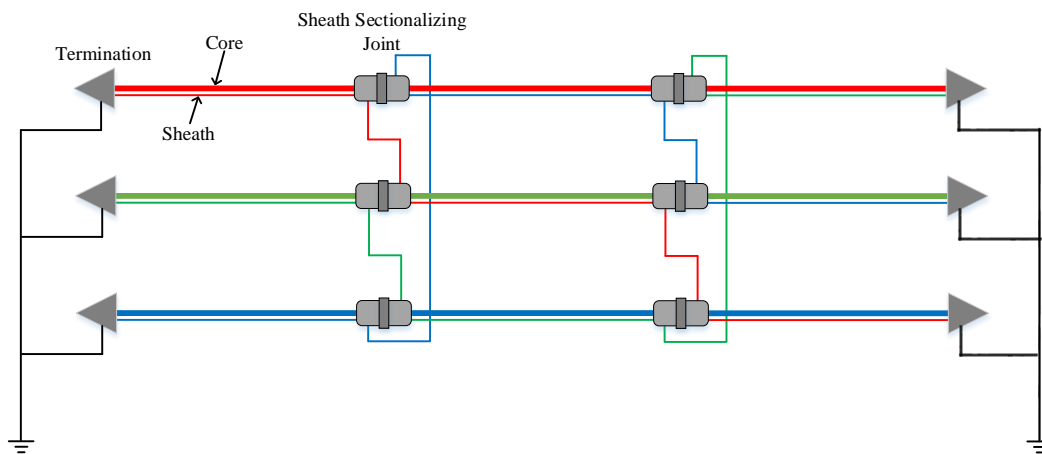 Sheath Sectionalizing
Joint
Termination
Core
Sheath